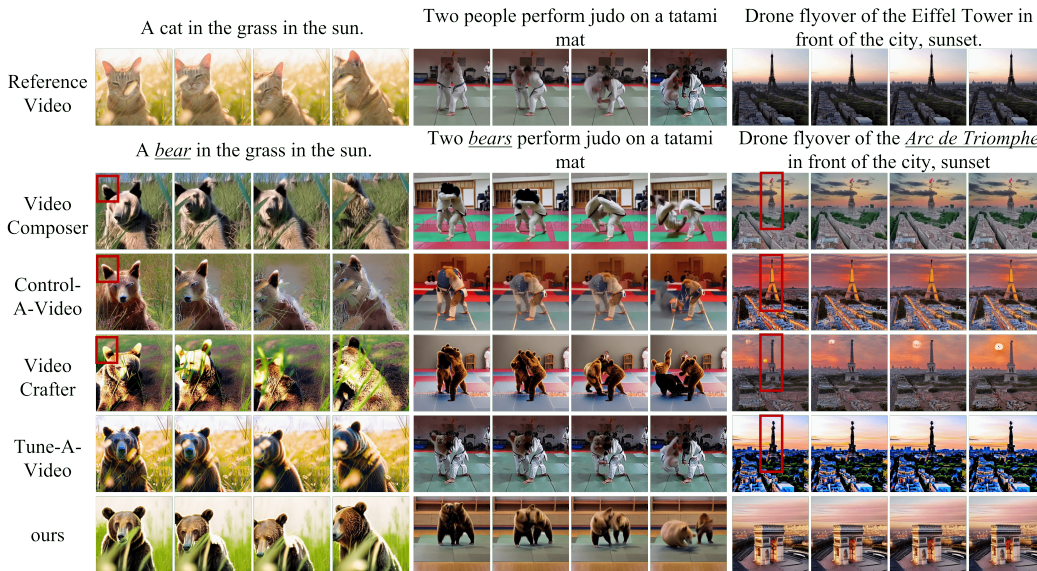 A cat in the grass in the sun.
Two people perform judo on a tatami
mat
Drone flyover of the Eiffel Tower in
front of the city, sunset.
Reference
Video
A bear in the grass in the sun.
Two bears perform judo on a tatami
mat
Drone flyover of the Arc de Triomphe
in front of the city, sunset
Video
Composer
Control-
A-Video
Video
Crafter
Tune-A-
Video
ours